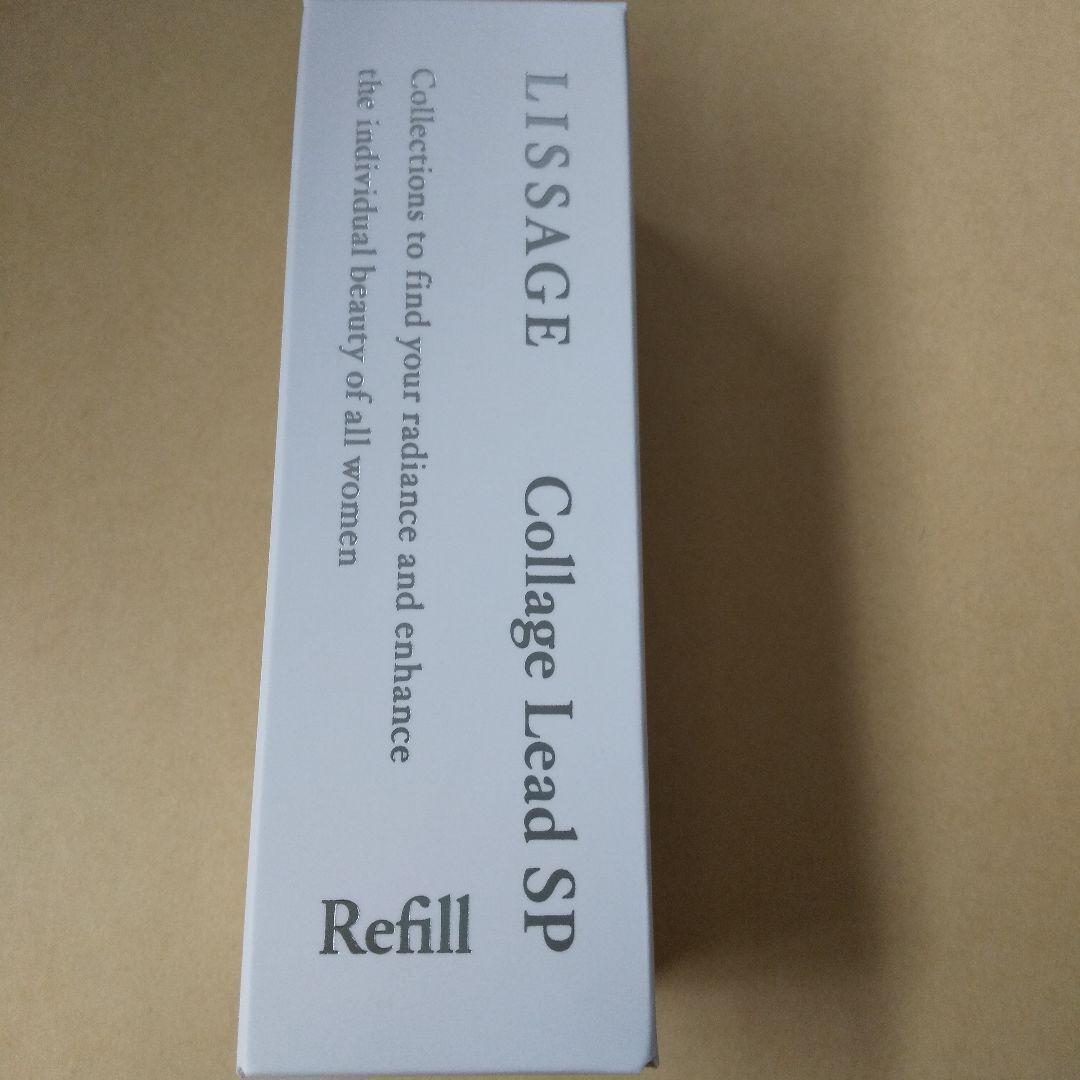 LISSAGE Collage Lead SP
Collections to find your radiance and enhance
the individual beauty of all women
Refill